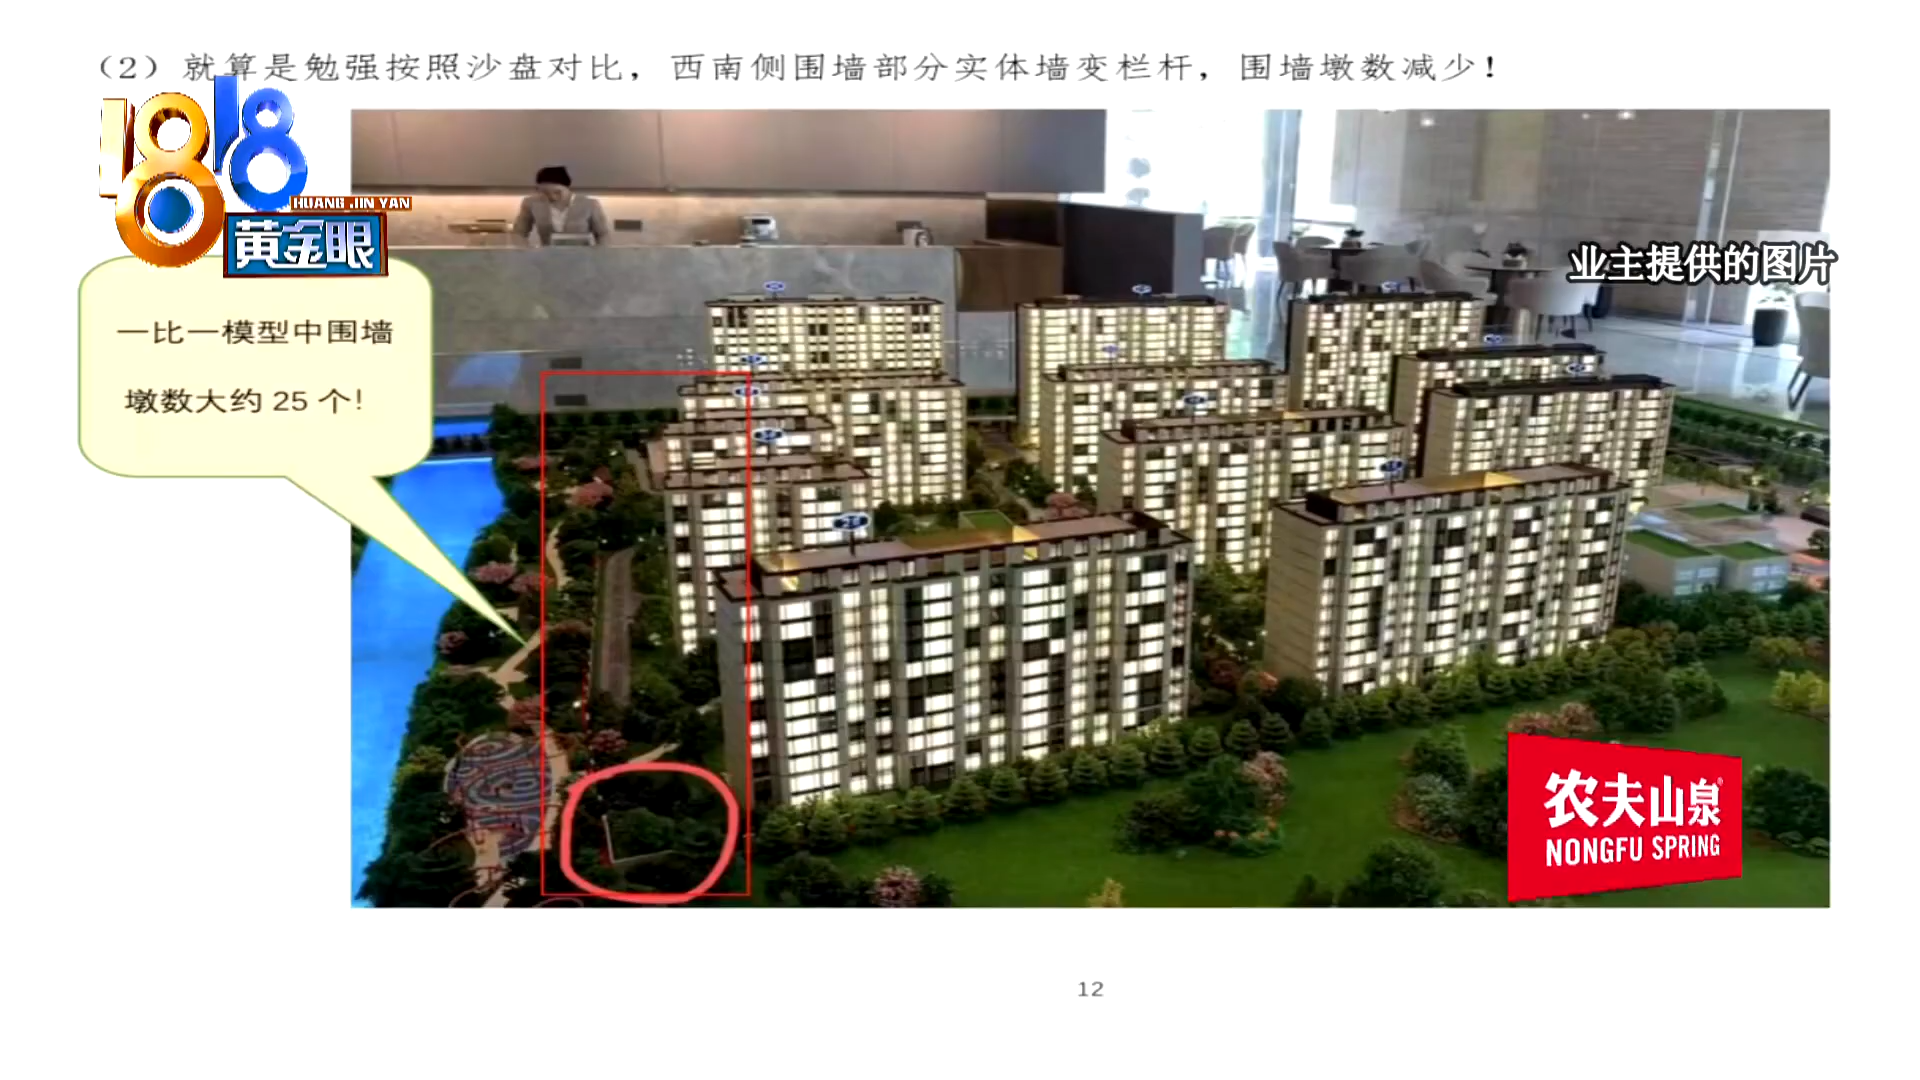 （2）就算是勉强按照沙盘对比，西南侧围墙部分实体墙变栏杆，围墙墩数减少！
1818
HUANG JIN YAN
黄金眼
业主提供的图片
一比一模型中围墙
墩数大约 25 个！
农夫山泉®
NONGFU SPRING
12